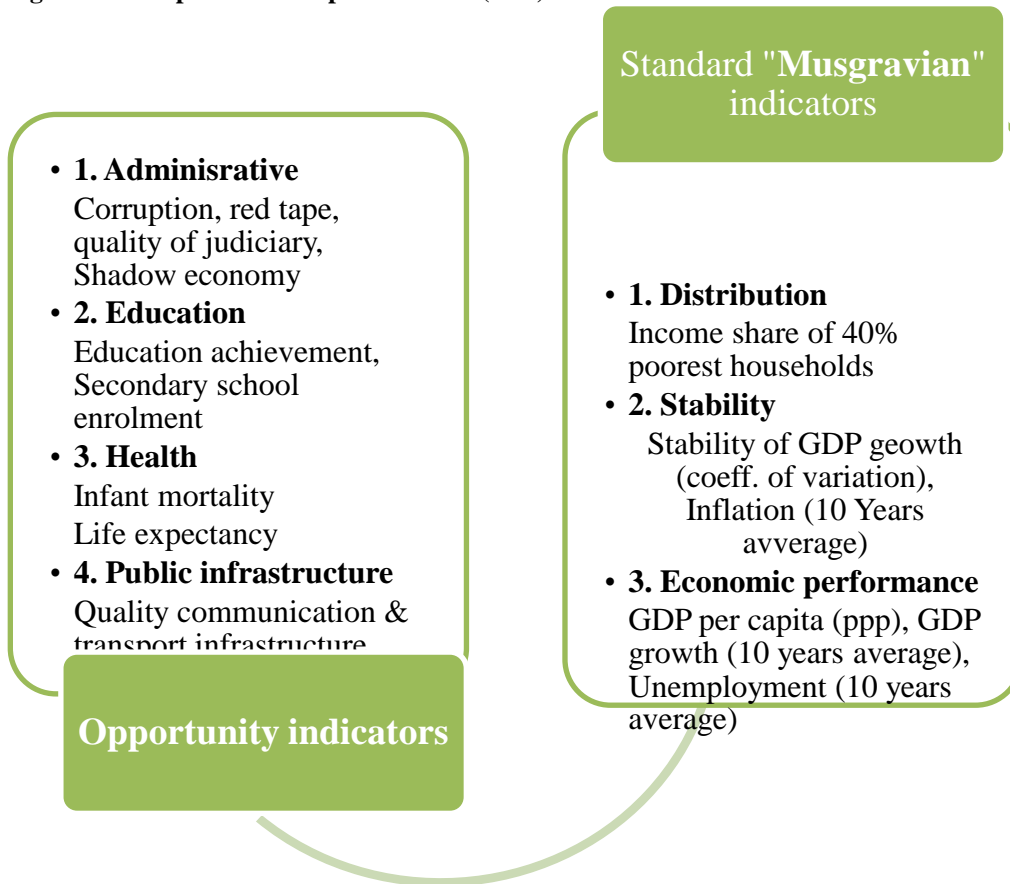 • 1. Adminisrative
Corruption, red tape,
quality of judiciary,
Shadow economy
• 2. Education
Education achievement,
Secondary school
enrolment
• 3. Health
Infant mortality
Life expectancy
• 4. Public infrastructure
Quality communication &
transport infrastructure
Opportunity indicators
Standard "Musgravian"
indicators
• 1. Distribution
Income share of 40%
poorest households
• 2. Stability
Stability of GDP geowth
(coeff. of variation),
Inflation (10 Years
avverage)
• 3. Economic performance
GDP per capita (ppp), GDP
growth (10 years average),
Unemployment (10 years
average)